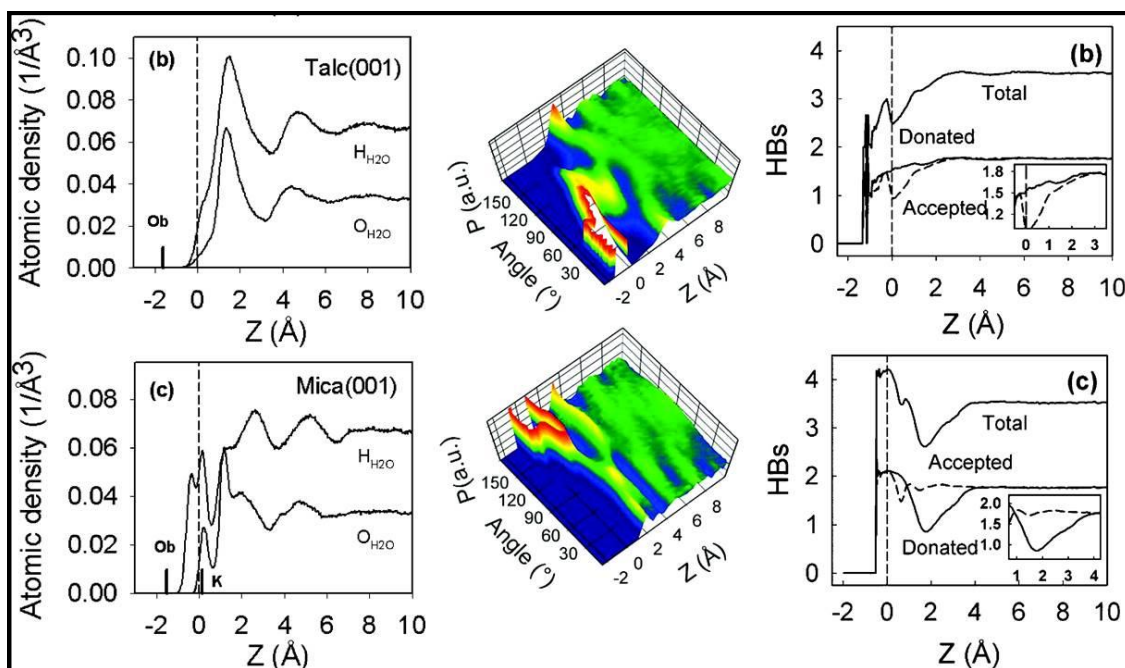 Atomic density (1/Å³)
0.10
0.08
0.06
0.04
0.02
0.00
(b)
Talc(001)
H_H2O
O_H2O
Ob
-2 0 2 4 6 8 10
Z (Å)
P(a.u.)
150
120
90
60
30
Angle (°)
-2 0 2 4 6 8
Z (Å)
HBs
4
3
2
1
0
(b)
Total
Donated
Accepted
1.8
1.5
1.2
0 1 2 3
-2 0 2 4 6 8 10
Z (Å)
Atomic density (1/Å³)
0.08
0.06
0.04
0.02
0.00
(c)
Mica(001)
H_H2O
O_H2O
Ob
K
-2 0 2 4 6 8 10
Z (Å)
P(a.u.)
150
120
90
60
30
Angle (°)
-2 0 2 4 6 8
Z (Å)
HBs
4
3
2
1
0
(c)
Total
Accepted
Donated
2.0
1.5
1.0
1 2 3 4
-2 0 2 4 6 8 10
Z (Å)